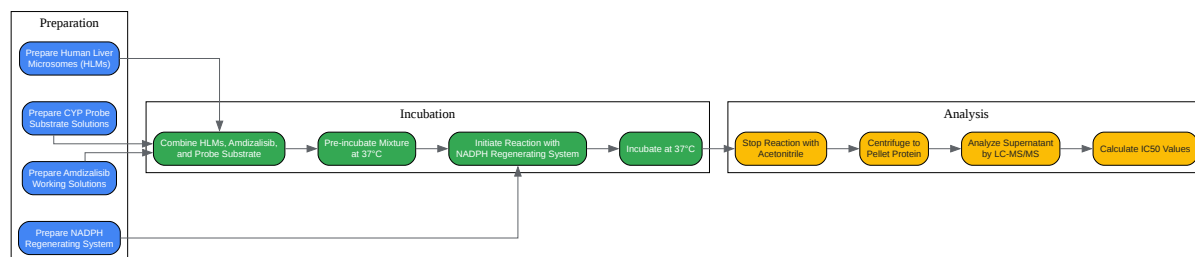 Preparation
Prepare Human Liver
Microsomes (HLMs)
Prepare CYP Probe
Substrate Solutions
Prepare Amdizalisib
Working Solutions
Prepare NADPH
Regenerating System
Incubation
Combine HLMs, Amdizalisib,
and Probe Substrate
Pre-incubate Mixture
at 37°C
Initiate Reaction with
NADPH Regenerating System
Incubate at 37°C
Analysis
Stop Reaction with
Acetonitrile
Centrifuge to
Pellet Protein
Analyze Supernatant
by LC-MS/MS
Calculate IC50 Values